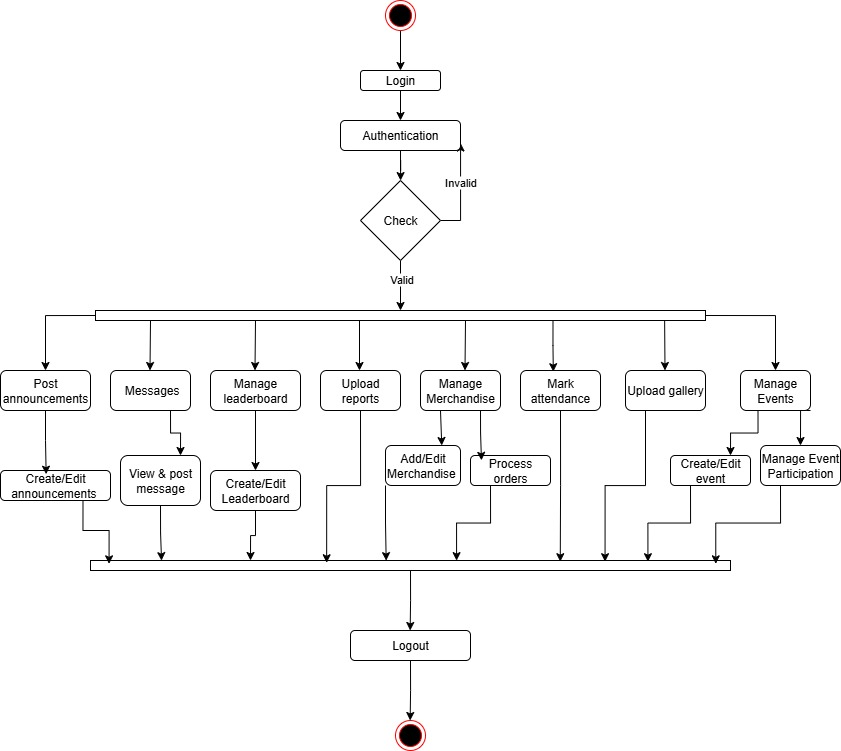 Login
Authentication
Invalid
Check
Valid
Post
announcements
Messages
Manage
leaderboard
Upload
reports
Manage
Merchandise
Mark
attendance
Upload gallery
Manage
Events
Create/Edit
announcements
View & post
message
Create/Edit
Leaderboard
Add/Edit
Merchandise
Process
orders
Create/Edit
event
Manage Event
Participation
Logout